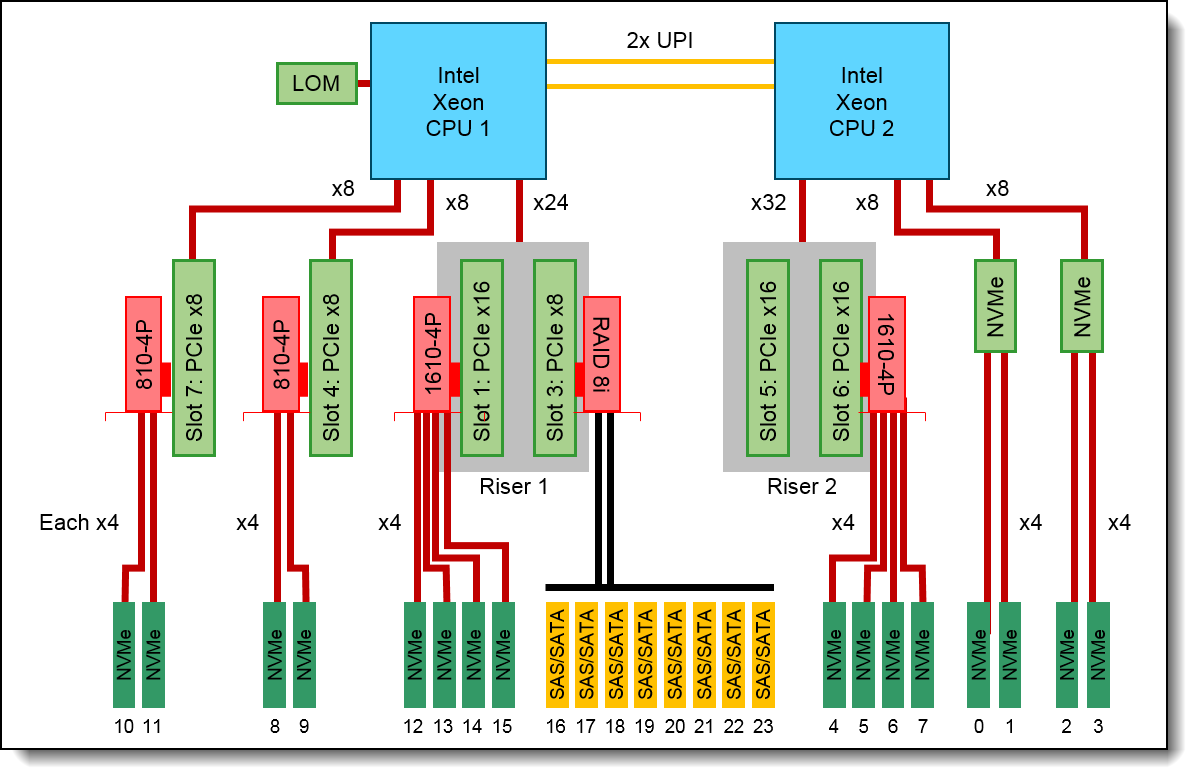 2x UPI
LOM
Intel
Xeon
CPU 1
Intel
Xeon
CPU 2
x8
x8
x24
x32
x8
x8
810-4P
Slot 7: PCIe x8
810-4P
Slot 4: PCIe x8
1610-4P
Slot 1: PCIe x16
Slot 3: PCIe x8
RAID 8i
Slot 5: PCIe x16
Slot 6: PCIe x16
1610-4P
NVMe
NVMe
Riser 1
Riser 2
Each x4
x4
x4
x4
x4
x4
NVMe
NVMe
NVMe
NVMe
NVMe
NVMe
NVMe
NVMe
SAS/SATA
SAS/SATA
SAS/SATA
SAS/SATA
SAS/SATA
SAS/SATA
SAS/SATA
SAS/SATA
NVMe
NVMe
NVMe
NVMe
NVMe
NVMe
NVMe
NVMe
10 11 8 9 12 13 14 15 16 17 18 19 20 21 22 23 4 5 6 7 0 1 2 3